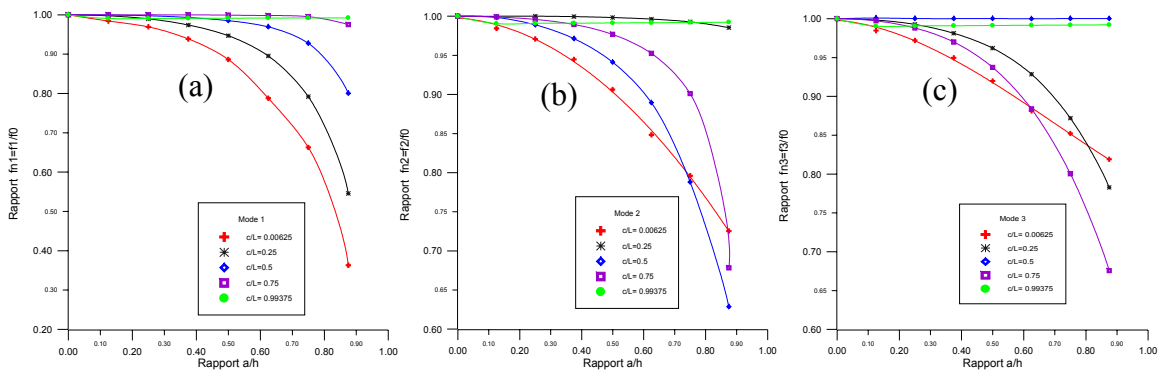 (a)
Rapport fn1=f1/f0
1.00
0.80
0.60
0.40
0.20
0.90
0.70
0.50
0.30
Mode 1
c/L= 0.00625
c/L=0.25
c/L=0.5
c/L= 0.75
c/L= 0.99375
0.00 0.20 0.40 0.60 0.80 1.00
0.10 0.30 0.50 0.70 0.90
Rapport a/h
(b)
Rapport fn2=f2/f0
1.00
0.90
0.80
0.70
0.60
0.95
0.85
0.75
0.65
Mode 2
c/L= 0.00625
c/L=0.25
c/L=0.5
c/L= 0.75
c/L= 0.99375
0.00 0.20 0.40 0.60 0.80 1.00
0.10 0.30 0.50 0.70 0.90
Rapport a/h
(c)
Rapport fn3=f3/f0
1.00
0.90
0.80
0.70
0.60
0.95
0.85
0.75
0.65
Mode 3
c/L= 0.00625
c/L=0.25
c/L=0.5
c/L= 0.75
c/L= 0.99375
0.00 0.20 0.40 0.60 0.80 1.00
0.10 0.30 0.50 0.70 0.90
Rapport a/h